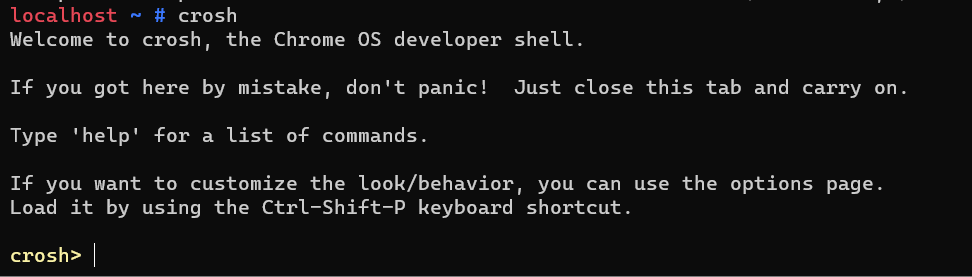 localhost ~ # crosh
Welcome to crosh, the Chrome OS developer shell.
If you got here by mistake, don't panic!  Just close this tab and carry on.
Type 'help' for a list of commands.
If you want to customize the look/behavior, you can use the options page.
Load it by using the Ctrl-Shift-P keyboard shortcut.
crosh>